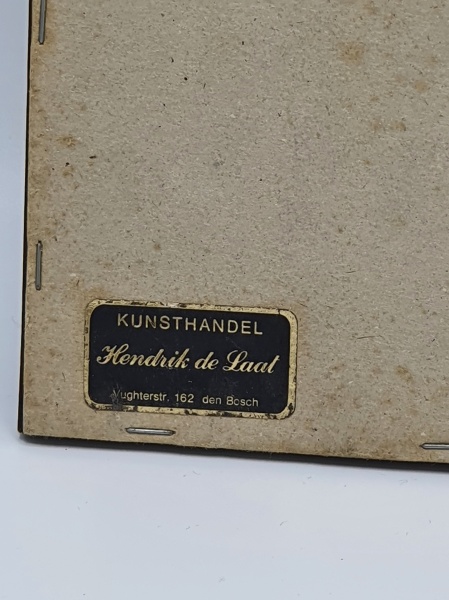 KUNSTHANDEL
Hendrik de Laat
Vughterstr. 162 den Bosch